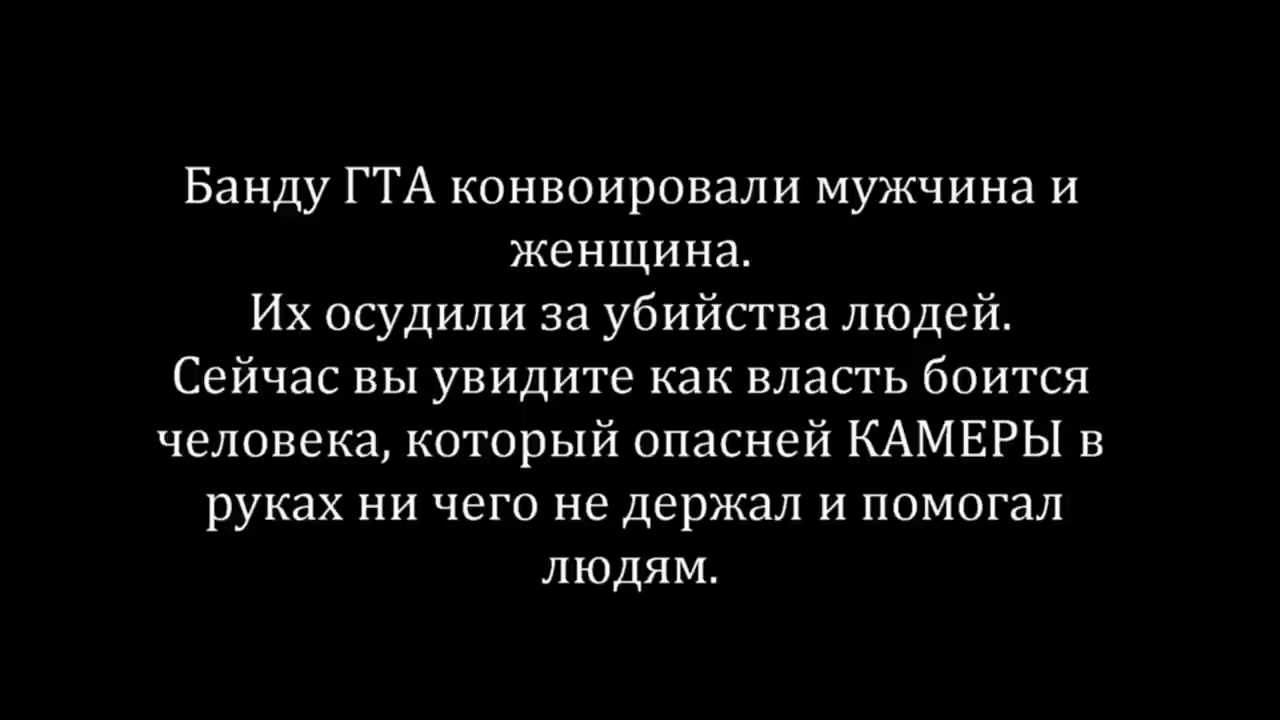 Банду ГТА конвоировали мужчина и
женщина.
Их осудили за убийства людей.
Сейчас вы увидите как власть боится
человека, который опасней КАМЕРЫ в
руках ни чего не держал и помогал
людям.